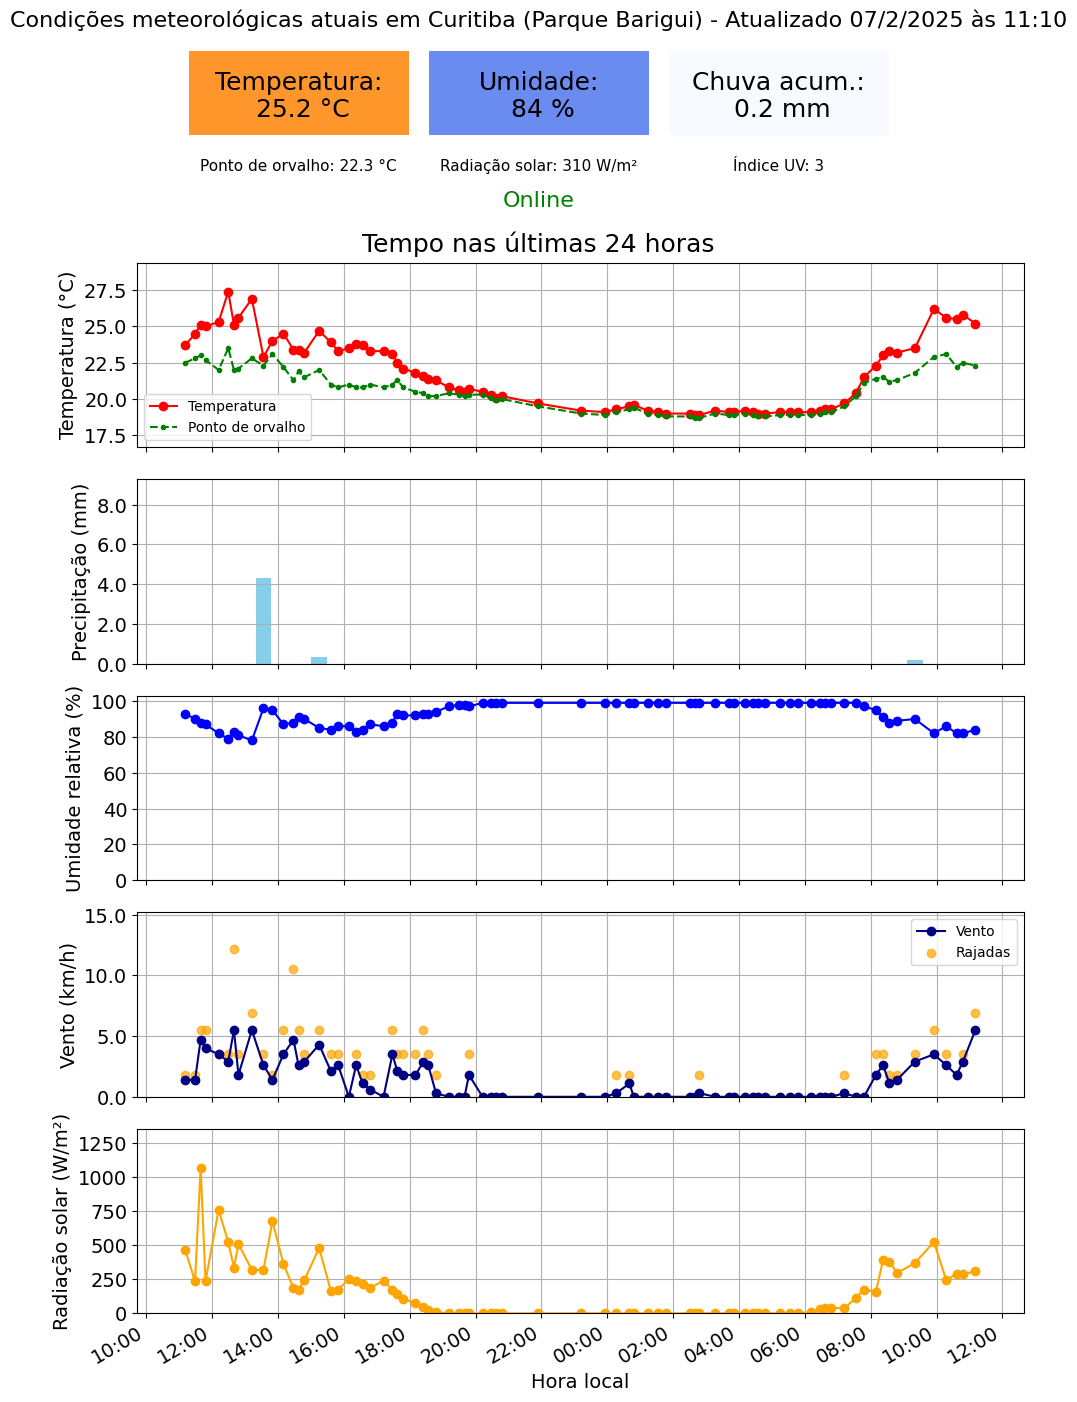 Condições meteorológicas atuais em Curitiba (Parque Barigui) - Atualizado 07/2/2025 às 11:10
Temperatura:
25.2 °C
Umidade:
84 %
Chuva acum.:
0.2 mm
Ponto de orvalho: 22.3 °C
Radiação solar: 310 W/m²
Índice UV: 3
Online
Tempo nas últimas 24 horas
Temperatura (°C)
27.5
25.0
22.5
20.0
17.5
Temperatura
Ponto de orvalho
Precipitação (mm)
8.0
6.0
4.0
2.0
0.0
Umidade relativa (%)
100
80
60
40
20
0
Vento (km/h)
15.0
10.0
5.0
0.0
Vento
Rajadas
Radiação solar (W/m²)
1250
1000
750
500
250
0
10:00
12:00
14:00
16:00
18:00
20:00
22:00
00:00
02:00
04:00
06:00
08:00
10:00
12:00
Hora local